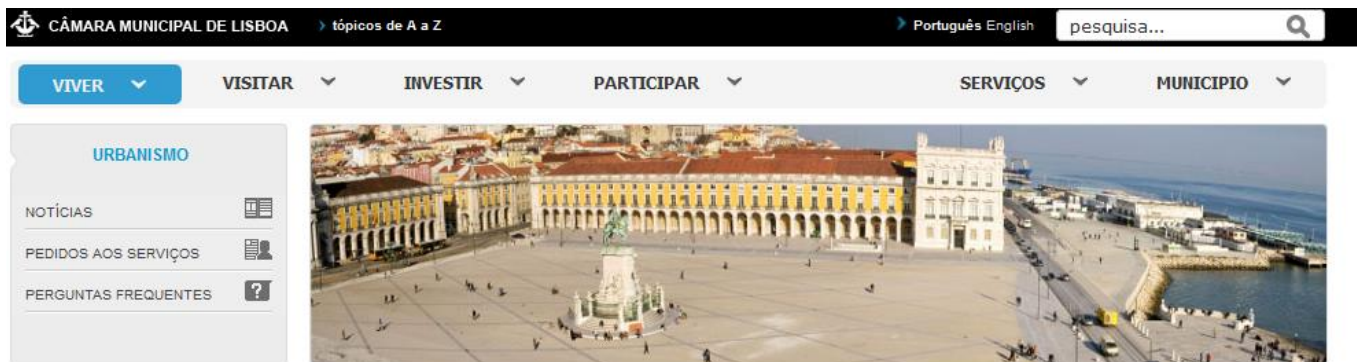 CÂMARA MUNICIPAL DE LISBOA tópicos de A a Z Português English pesquisa...
VIVER VISITAR INVESTIR PARTICIPAR SERVIÇOS MUNICIPIO
URBANISMO
NOTÍCIAS
PEDIDOS AOS SERVIÇOS
PERGUNTAS FREQUENTES